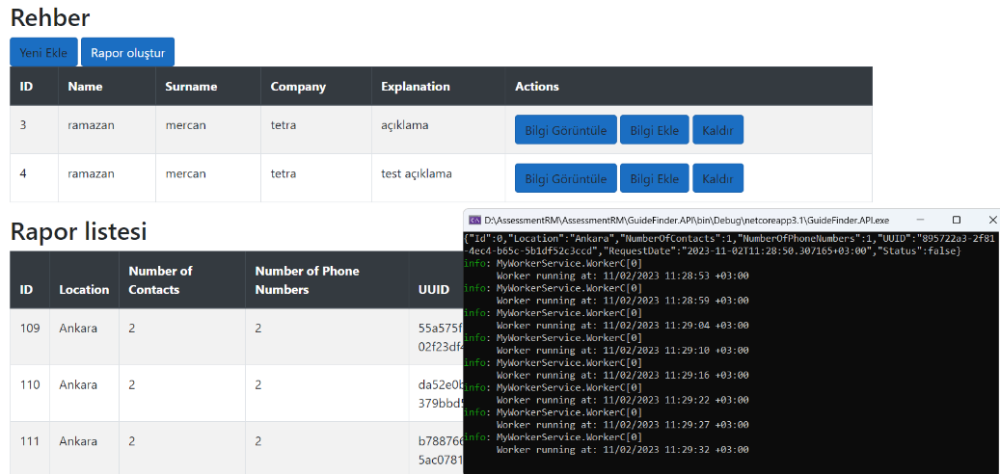 Rehber
Yeni Ekle Rapor oluştur
ID Name Surname Company Explanation Actions
3 ramazan mercan tetra açıklama Bilgi Görüntüle Bilgi Ekle Kaldır
4 ramazan mercan tetra test açıklama Bilgi Görüntüle Bilgi Ekle Kaldır
Rapor listesi
ID Location Number of Contacts Number of Phone Numbers UUID
109 Ankara 2 2 55a575f
02f23df4
110 Ankara 2 2 da52e0b
379bbd5
111 Ankara 2 2 b788766
5ac0781
D:\AssessmentRM\AssessmentRM\GuideFinder.API\bin\Debug\netcoreapp3.1\GuideFinder.API.exe
{"Id":0,"Location":"Ankara","NumberOfContacts":1,"NumberOfPhoneNumbers":1,"UUID":"895722a3-2f81
-4ec4-b65c-5b1df52c3ccd","RequestDate":"2023-11-02T11:28:50.307165+03:00","Status":false}
info: MyWorkerService.WorkerC[0]
Worker running at: 11/02/2023 11:28:53 +03:00
info: MyWorkerService.WorkerC[0]
Worker running at: 11/02/2023 11:28:59 +03:00
info: MyWorkerService.WorkerC[0]
Worker running at: 11/02/2023 11:29:04 +03:00
info: MyWorkerService.WorkerC[0]
Worker running at: 11/02/2023 11:29:10 +03:00
info: MyWorkerService.WorkerC[0]
Worker running at: 11/02/2023 11:29:16 +03:00
info: MyWorkerService.WorkerC[0]
Worker running at: 11/02/2023 11:29:22 +03:00
info: MyWorkerService.WorkerC[0]
Worker running at: 11/02/2023 11:29:27 +03:00
info: MyWorkerService.WorkerC[0]
Worker running at: 11/02/2023 11:29:32 +03:00